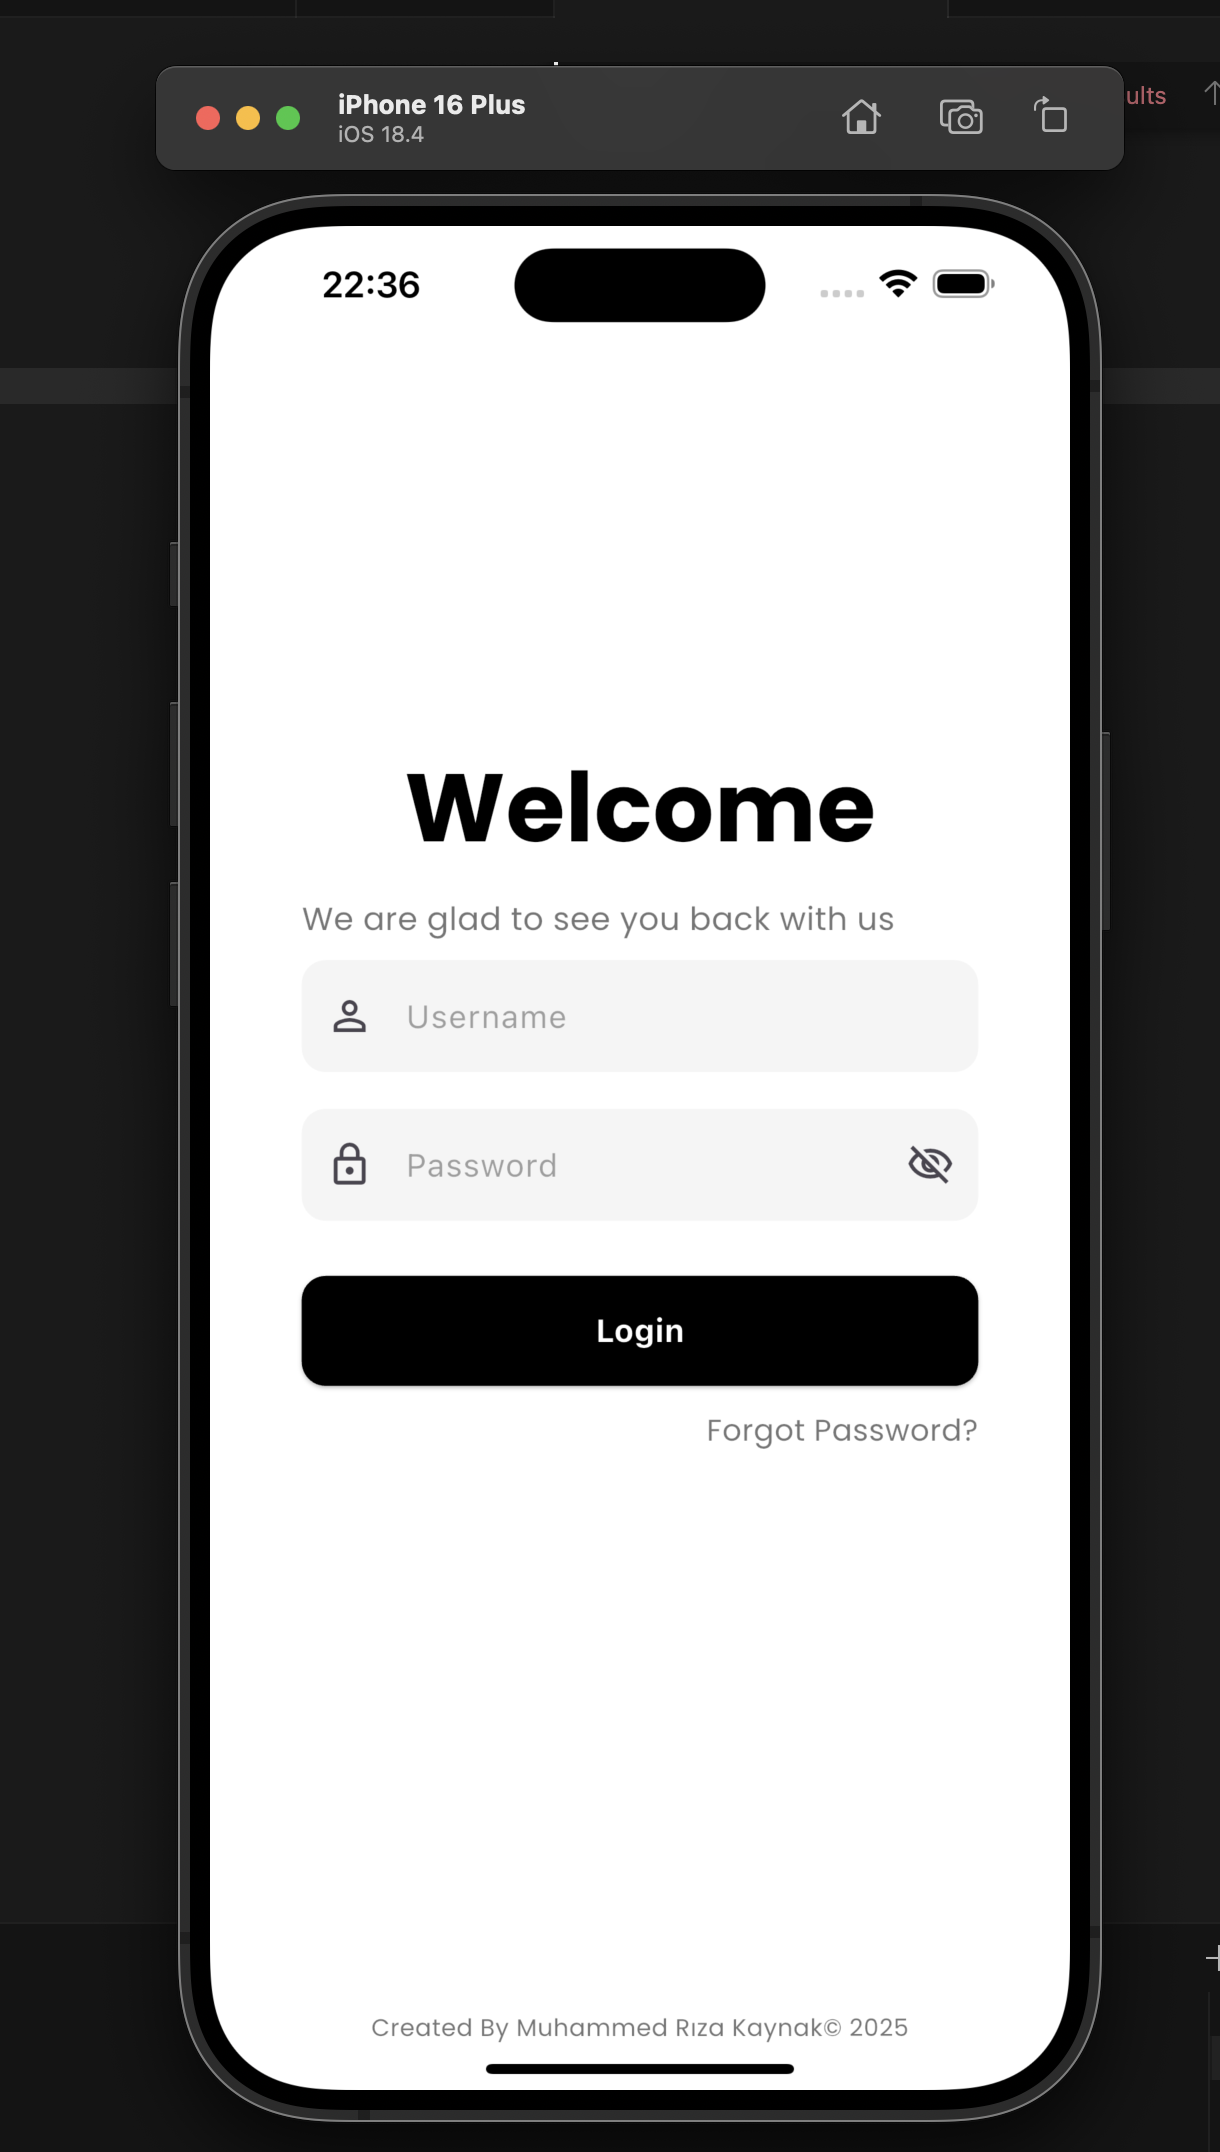 iPhone 16 Plus
iOS 18.4
ults
22:36
Welcome
We are glad to see you back with us
Username
Password
Login
Forgot Password?
Created By Muhammed Rıza Kaynak© 2025